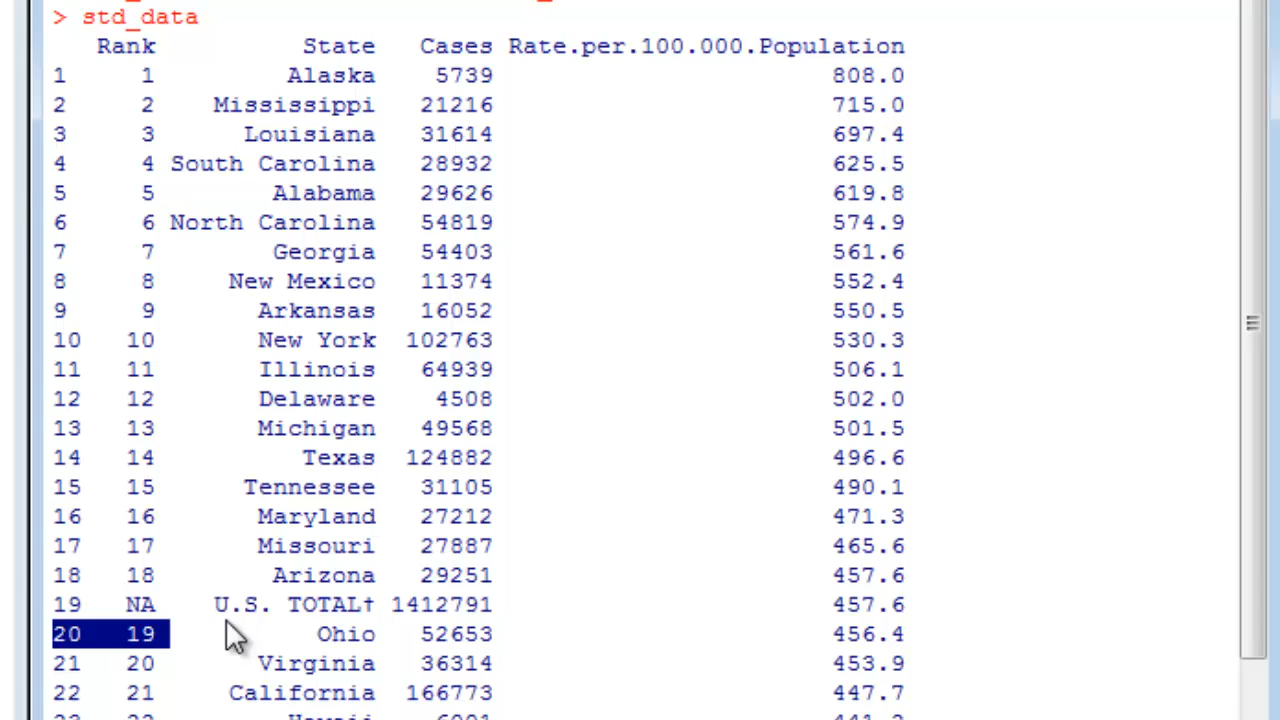 > std_data
Rank State Cases Rate.per.100.000.Population
1 1 Alaska 5739 808.0
2 2 Mississippi 21216 715.0
3 3 Louisiana 31614 697.4
4 4 South Carolina 28932 625.5
5 5 Alabama 29626 619.8
6 6 North Carolina 54819 574.9
7 7 Georgia 54403 561.6
8 8 New Mexico 11374 552.4
9 9 Arkansas 16052 550.5
10 10 New York 102763 530.3
11 11 Illinois 64939 506.1
12 12 Delaware 4508 502.0
13 13 Michigan 49568 501.5
14 14 Texas 124882 496.6
15 15 Tennessee 31105 490.1
16 16 Maryland 27212 471.3
17 17 Missouri 27887 465.6
18 18 Arizona 29251 457.6
19 NA U.S. TOTAL† 1412791 457.6
20 19 Ohio 52653 456.4
21 20 Virginia 36314 453.9
22 21 California 166773 447.7